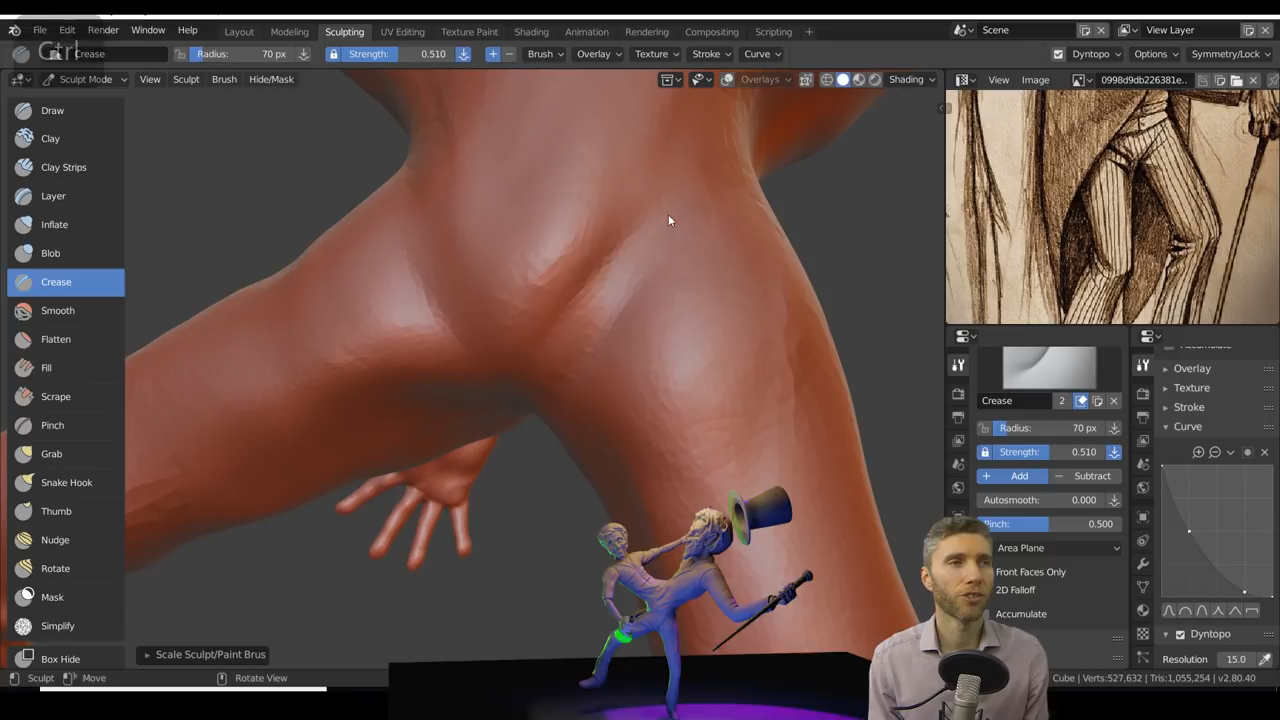 File Edit Render Window Help Layout Modeling Sculpting UV Editing Texture Paint Shading Animation Rendering Compositing Scripting + Scene View Layer
Ctrl
Crease Radius: 70 px Strength: 0.510 Brush Overlay Texture Stroke Curve Dyntopo Options Symmetry/Lock
Sculpt Mode View Sculpt Brush Hide/Mask Overlays Shading View Image 0998d9db226381e..
Draw
Clay
Clay Strips
Layer
Inflate
Blob
Crease
Smooth
Flatten
Fill
Scrape
Pinch
Grab
Snake Hook
Thumb
Nudge
Rotate
Mask
Simplify
Box Hide
Scale Sculpt/Paint Brus
Crease 2
Radius: 70 px
Strength: 0.510
Add Subtract
Autosmooth: 0.000
Pinch: 0.500
Area Plane
Front Faces Only
2D Falloff
Accumulate
Overlay
Texture
Stroke
Curve
Dyntopo
Resolution 15.0
Sculpt Move Rotate View Cube | Verts:527,632 | Tris:1,055,254 | v2.80.40